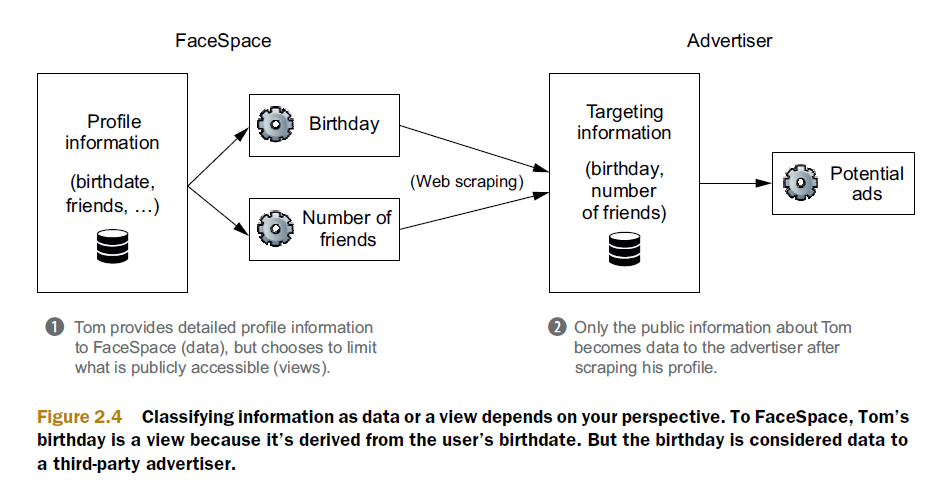 FaceSpace
Advertiser
Profile
information
(birthdate,
friends, …)
Birthday
Number of
friends
(Web scraping)
Targeting
information
(birthday,
number
of friends)
Potential
ads
1 Tom provides detailed profile information
to FaceSpace (data), but chooses to limit
what is publicly accessible (views).
2 Only the public information about Tom
becomes data to the advertiser after
scraping his profile.
Figure 2.4 Classifying information as data or a view depends on your perspective. To FaceSpace, Tom’s
birthday is a view because it’s derived from the user’s birthdate. But the birthday is considered data to
a third-party advertiser.